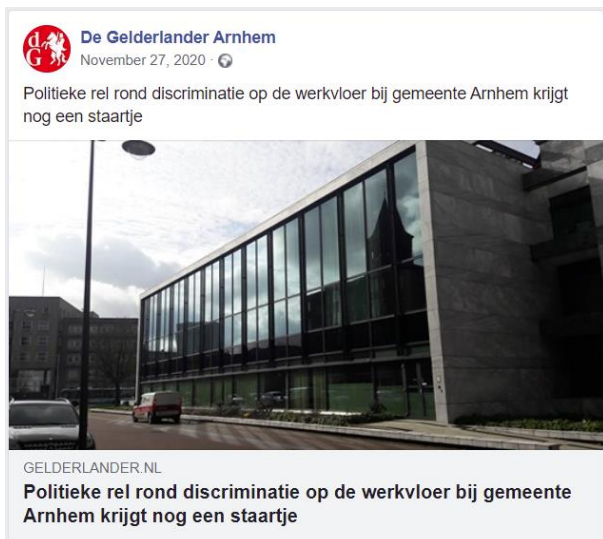 De Gelderlander Arnhem
November 27, 2020 ·
Politieke rel rond discriminatie op de werkvloer bij gemeente Arnhem krijgt
nog een staartje
dG
GELDERLANDER.NL
Politieke rel rond discriminatie op de werkvloer bij gemeente
Arnhem krijgt nog een staartje